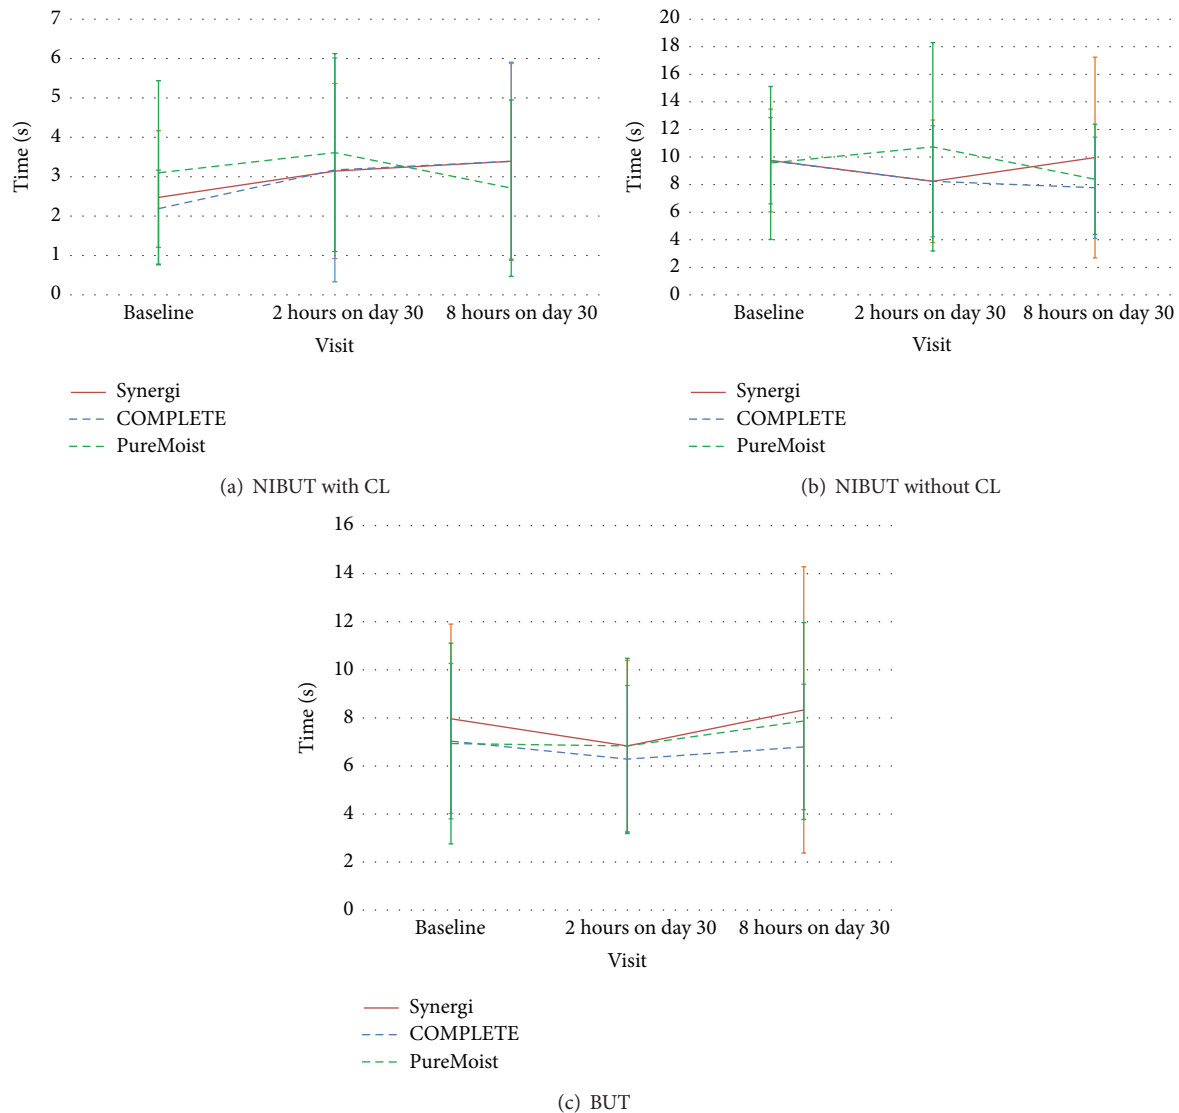 7
6
5
4
3
2
1
0
Time (s)
Baseline
2 hours on day 30
8 hours on day 30
Visit
Synergi
COMPLETE
PureMoist
(a) NIBUT with CL
20
18
16
14
12
10
8
6
4
2
0
Time (s)
Baseline
2 hours on day 30
8 hours on day 30
Visit
Synergi
COMPLETE
PureMoist
(b) NIBUT without CL
16
14
12
10
8
6
4
2
0
Time (s)
Baseline
2 hours on day 30
8 hours on day 30
Visit
Synergi
COMPLETE
PureMoist
(c) BUT